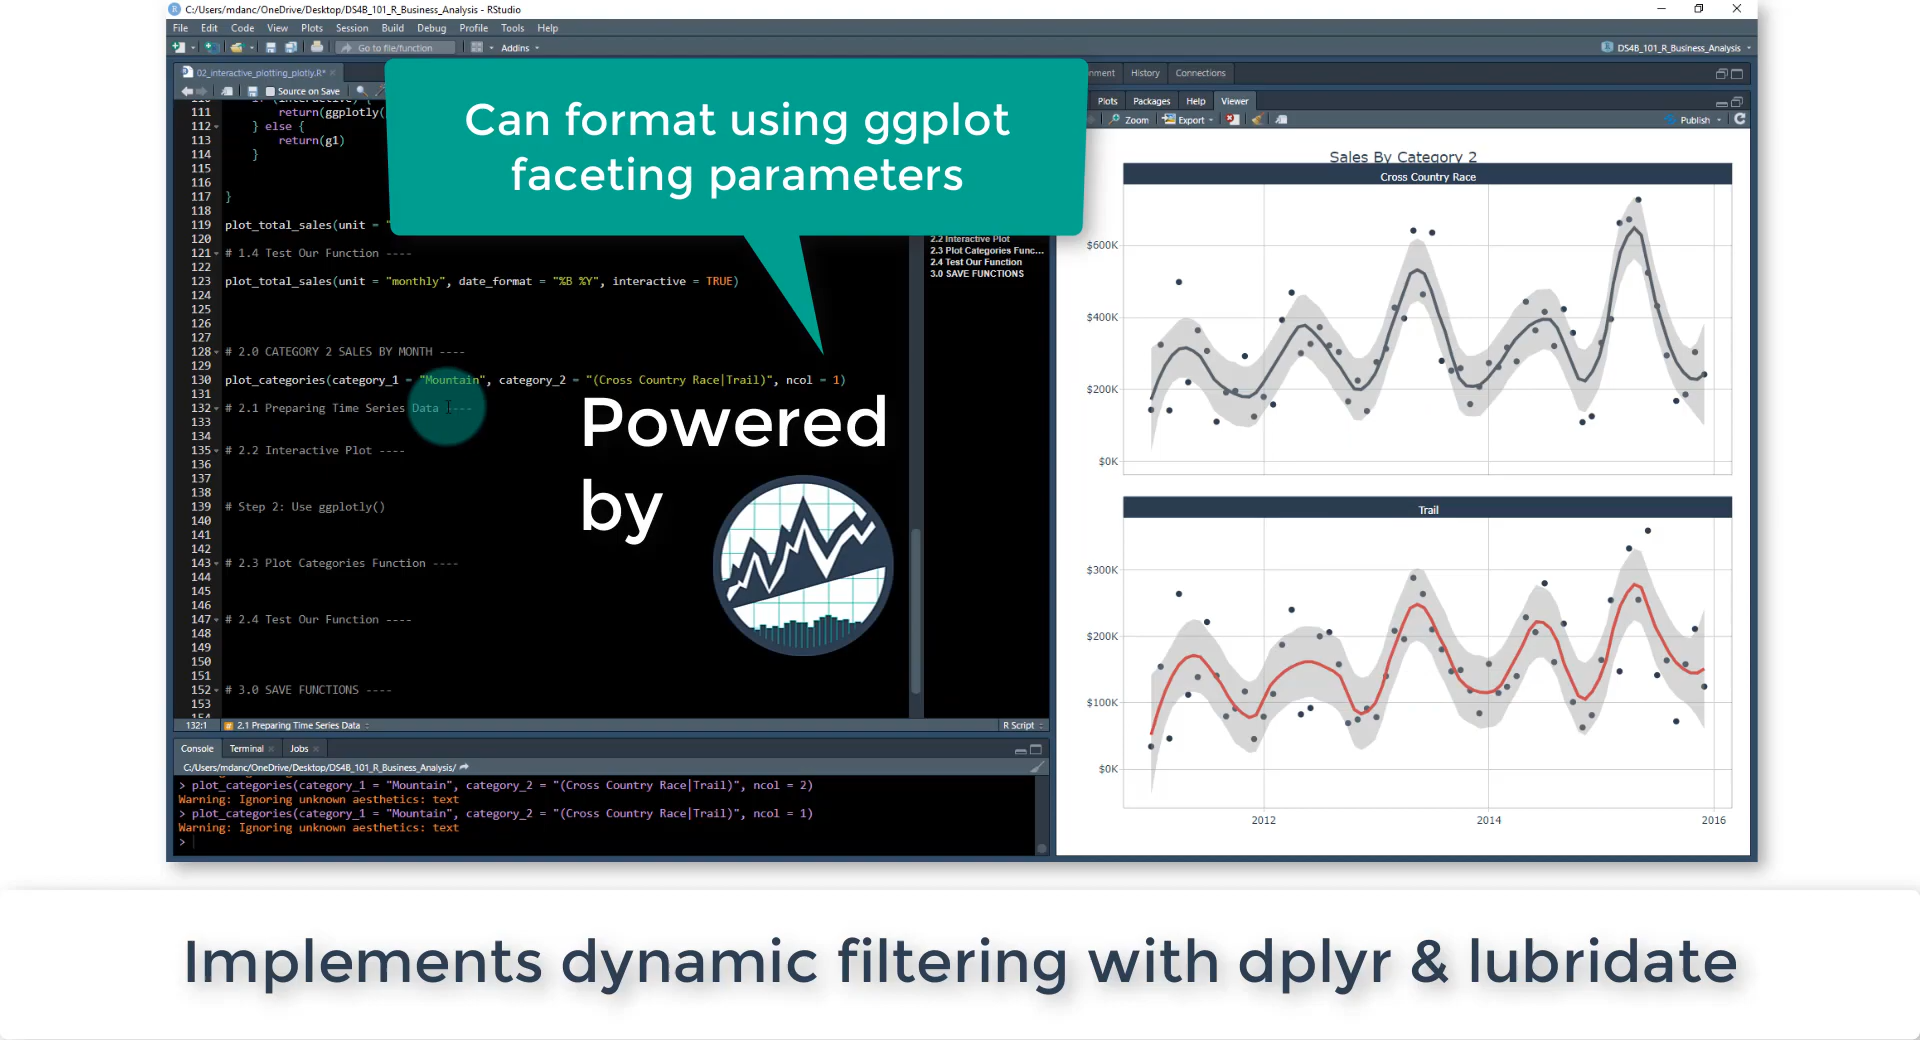 C:/Users/mdanc/OneDrive/Desktop/DS4B_101_R_Business_Analysis - RStudio
File Edit Code View Plots Session Build Debug Profile Tools Help
Go to file/function Addins
DS4B_101_R_Business_Analysis
02_interactive_plotting_plotly.R*
Source on Save
111 return(ggplotly(
112 } else {
113 return(g1)
114 }
115
116
117 }
118
119 plot_total_sales(unit = "
120
121 # 1.4 Test Our Function ----
122
123 plot_total_sales(unit = "monthly", date_format = "%B %Y", interactive = TRUE)
124
125
126
127
128 # 2.0 CATEGORY 2 SALES BY MONTH ----
129
130 plot_categories(category_1 = "Mountain", category_2 = "(Cross Country Race|Trail)", ncol = 1)
131
132 # 2.1 Preparing Time Series Data ----
133
134
135 # 2.2 Interactive Plot ----
136
137
138
139 # Step 2: Use ggplotly()
140
141
142
143 # 2.3 Plot Categories Function ----
144
145
146
147 # 2.4 Test Our Function ----
148
149
150
151
152 # 3.0 SAVE FUNCTIONS ----
153
154
Can format using ggplot
faceting parameters
2.2 Interactive Plot
2.3 Plot Categories Func...
2.4 Test Our Function
3.0 SAVE FUNCTIONS
Powered
by
132:1 # 2.1 Preparing Time Series Data R Script
Console Terminal Jobs
C:/Users/mdanc/OneDrive/Desktop/DS4B_101_R_Business_Analysis/
> plot_categories(category_1 = "Mountain", category_2 = "(Cross Country Race|Trail)", ncol = 2)
Warning: Ignoring unknown aesthetics: text
> plot_categories(category_1 = "Mountain", category_2 = "(Cross Country Race|Trail)", ncol = 1)
Warning: Ignoring unknown aesthetics: text
>
nment History Connections
Plots Packages Help Viewer
Zoom Export Publish
Sales By Category 2
Cross Country Race
$600K
$400K
$200K
$0K
Trail
$300K
$200K
$100K
$0K
2012 2014 2016
Implements dynamic filtering with dplyr & lubridate